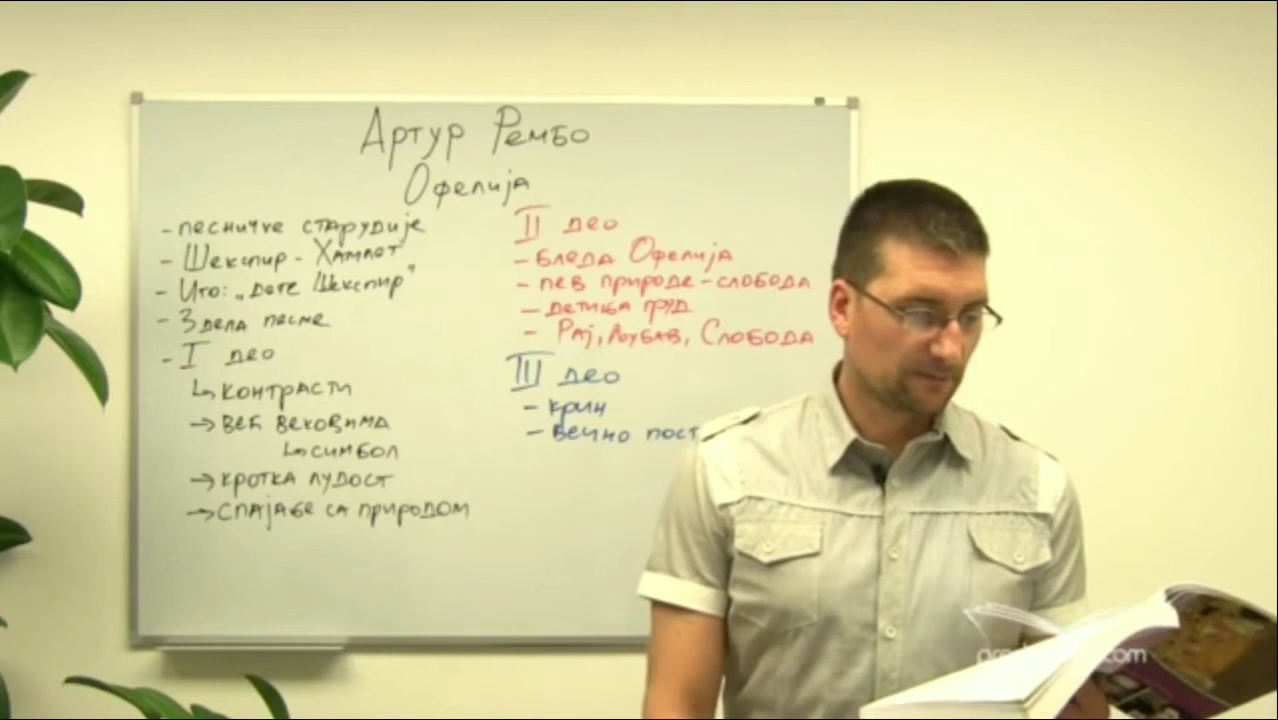 Артур Рембо
Офелија
- песничке старудије
- Шекспир - Хамлет
- Иго: „дете Шекспир"
- 3 дела песме
- I део
↳ контрасти
→ већ вековима
↳ симбол
→ кротка лудост
→ спајање са природом
II део
- бледа Офелија
- пев природе - слобода
- детиња груд
- Рај, Љубав, Слобода
III део
- крин
- вечно пост
.com